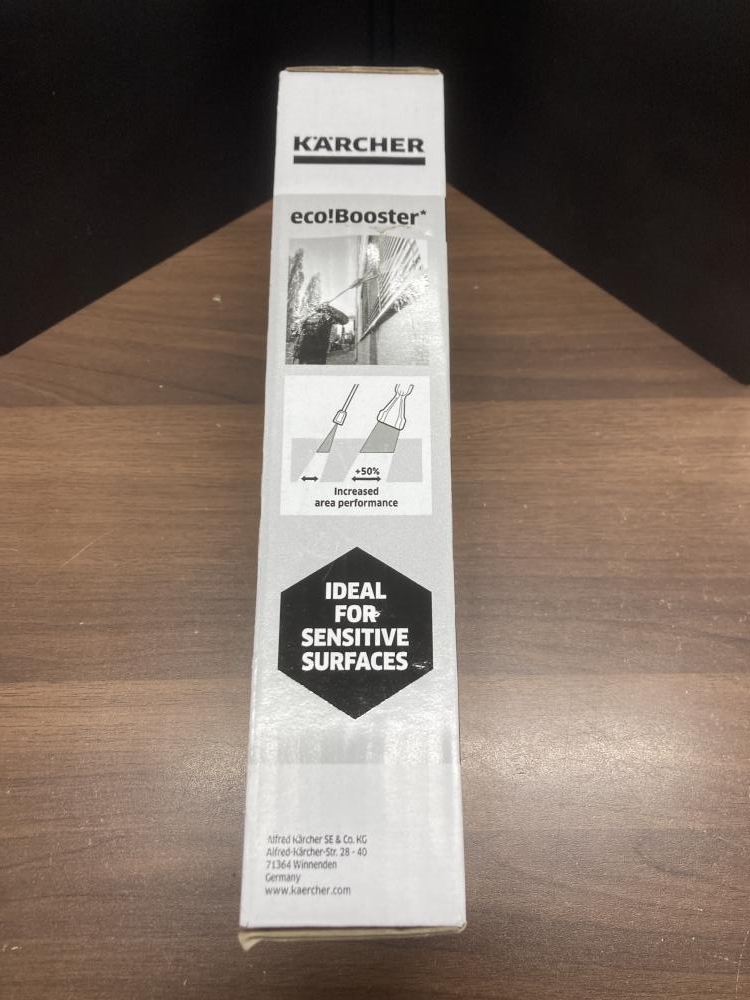 KÄRCHER
eco!Booster*
+50%
Increased
area performance
IDEAL
FOR
SENSITIVE
SURFACES
Alfred Kärcher SE & Co. KG
Alfred-Kärcher-Str. 28 - 40
71364 Winnenden
Germany
www.kaercher.com